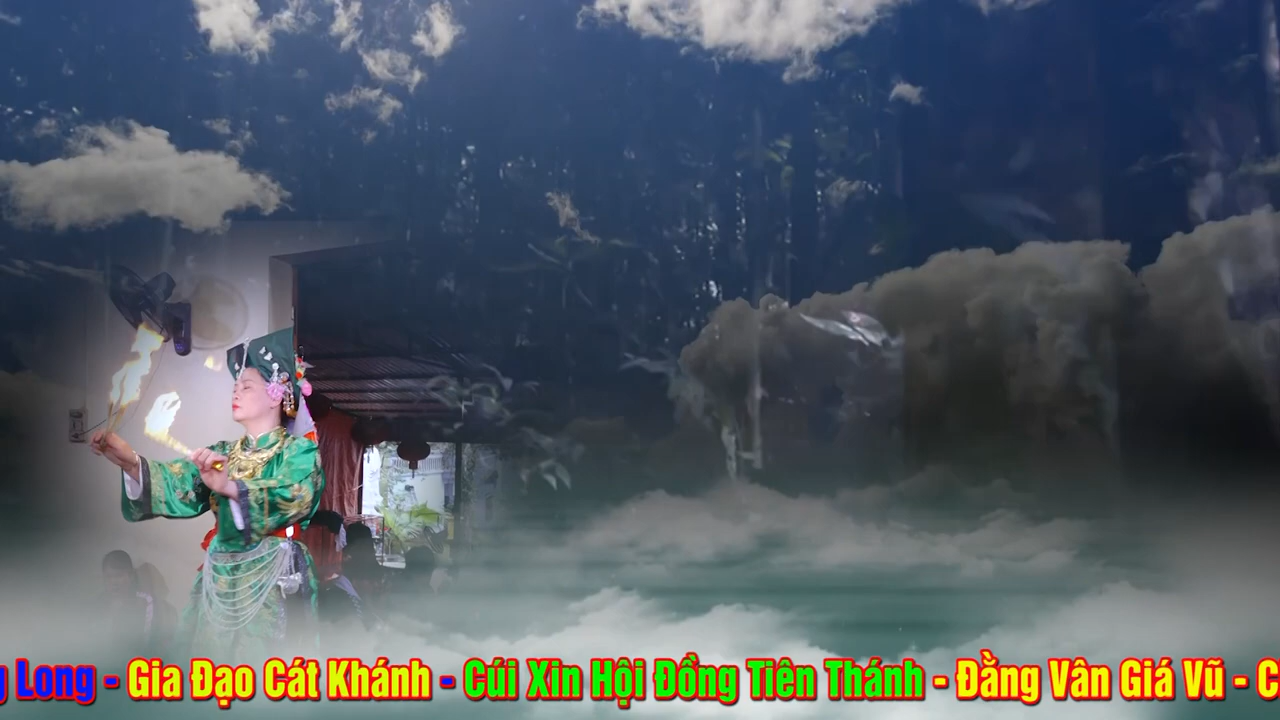 Long - Gia Đạo Cát Khánh - Cúi Xin Hội Đồng Tiên Thánh - Đằng Vân Giá Vũ -